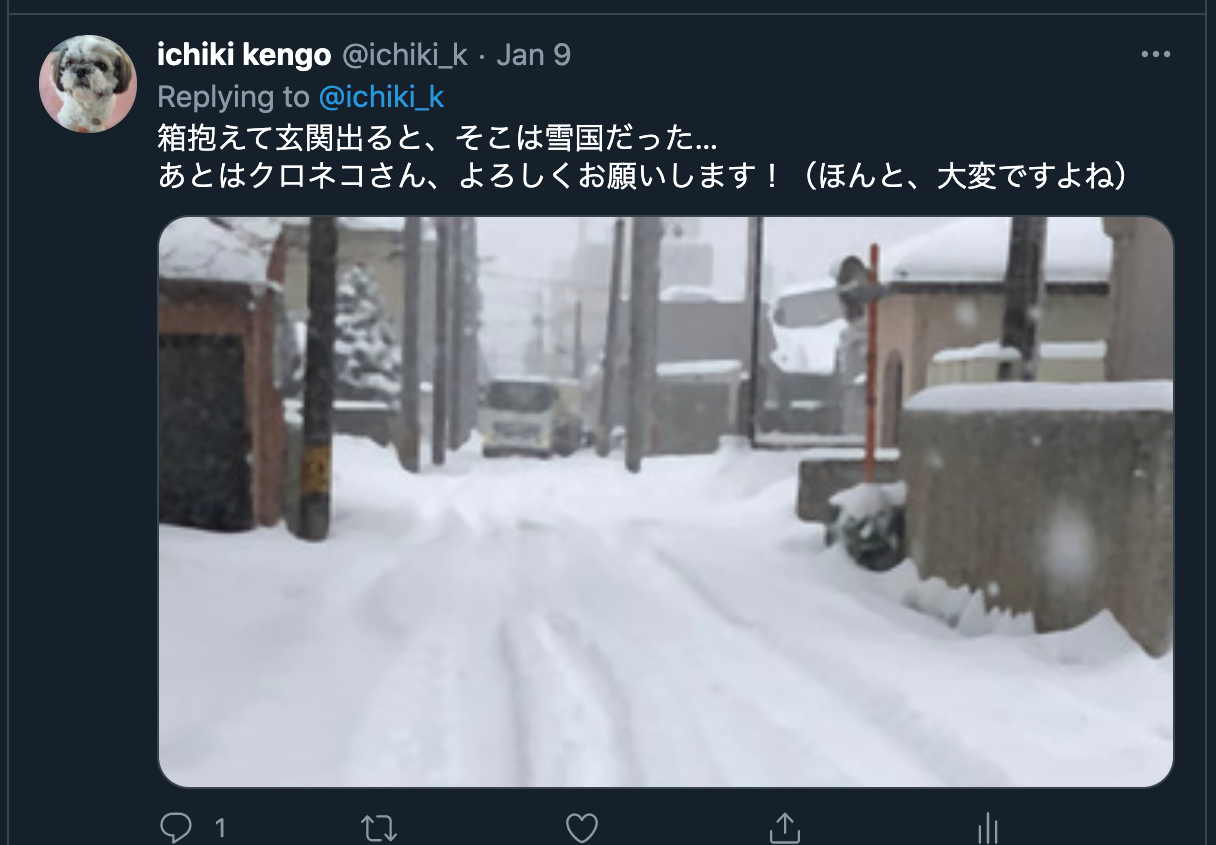 ichiki kengo @ichiki_k · Jan 9
Replying to @ichiki_k
箱抱えて玄関出ると、そこは雪国だった...
あとはクロネコさん、よろしくお願いします！（ほんと、大変ですよね）
1